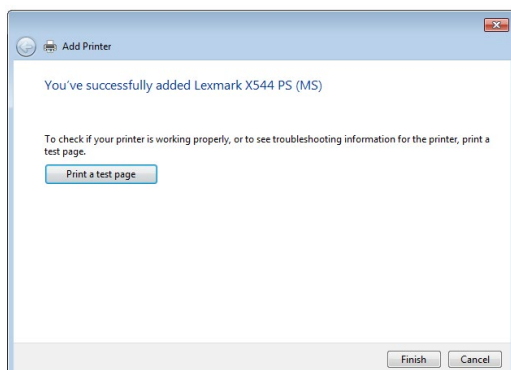 Add Printer
You've successfully added Lexmark X544 PS (MS)
To check if your printer is working properly, or to see troubleshooting information for the printer, print a
test page.
Print a test page
Finish Cancel